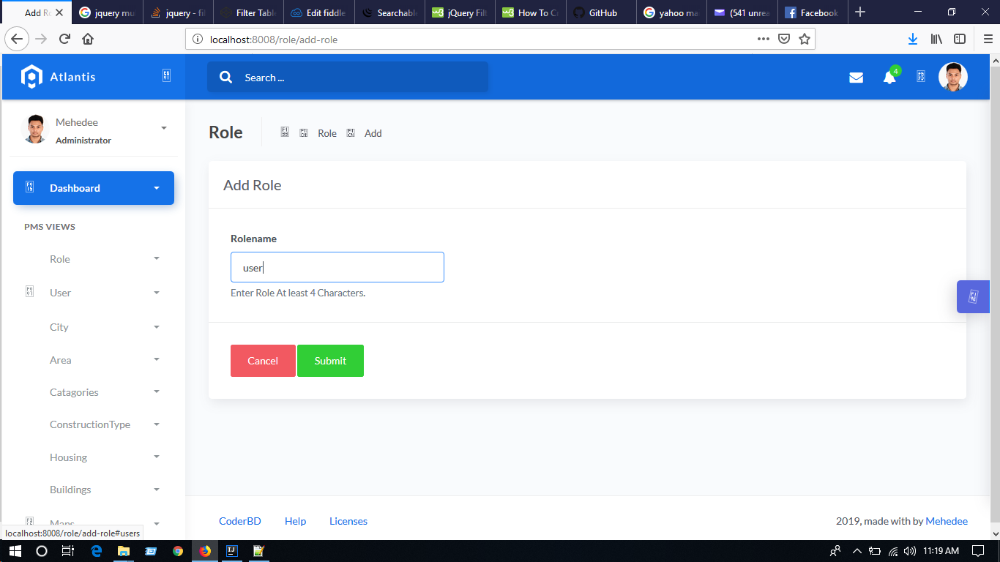 Add Ro
jquery mu
jquery - fil
Filter Table
Edit fiddle
Searchable
jQuery Filt
How To Cr
GitHub
yahoo ma
(541 unrea
Facebook
localhost:8008/role/add-role
Atlantis
Search ...
4
Mehedee
Administrator
Role
Role
Add
Dashboard
Add Role
PMS VIEWS
Rolename
Role
user
User
Enter Role At least 4 Characters.
City
Area
Cancel
Submit
Catagories
ConstructionType
Housing
Buildings
Maps
CoderBD
Help
Licenses
2019, made with by Mehedee
localhost:8008/role/add-role#users
11:19 AM